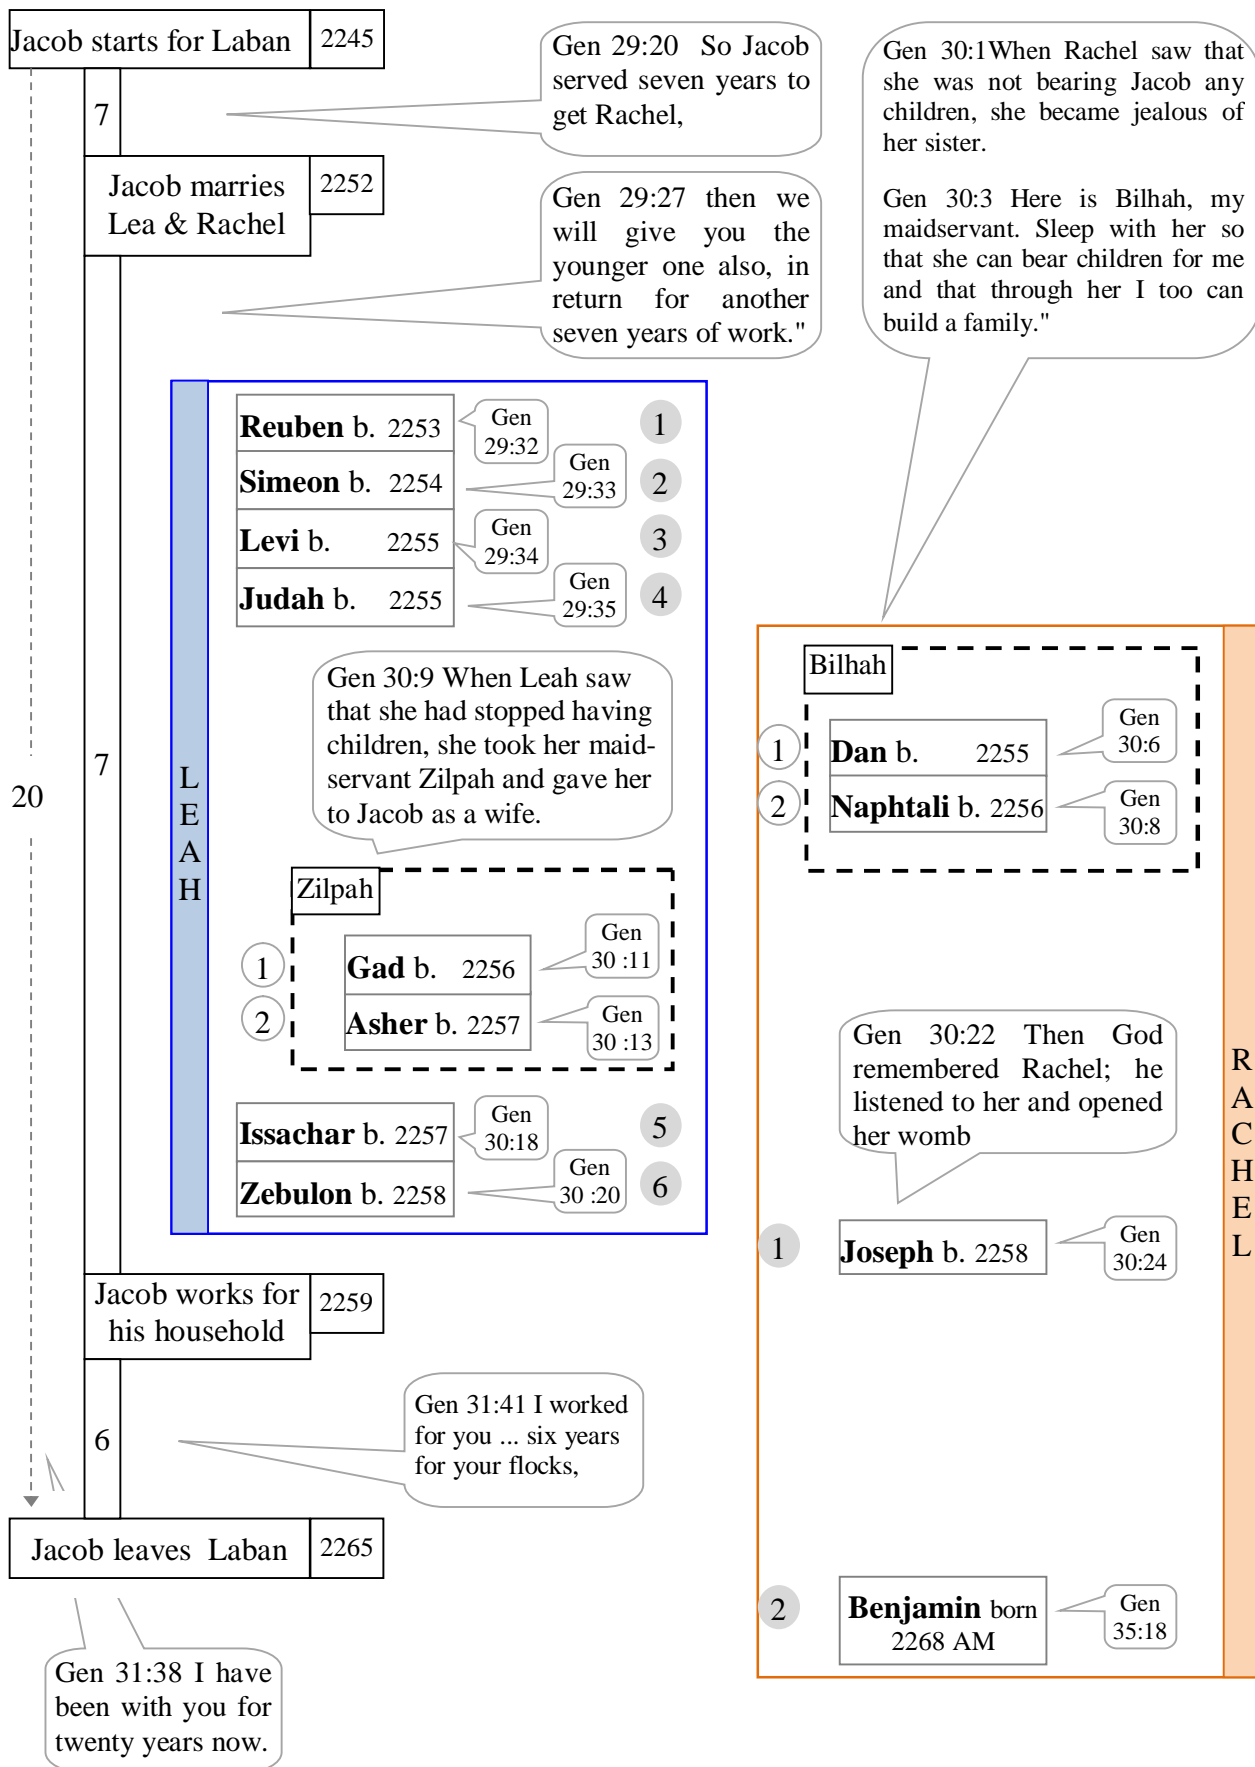 Jacob starts for Laban 2245
7
Gen 29:20 So Jacob
served seven years to
get Rachel,
Jacob marries
Lea & Rachel
2252
Gen 29:27 then we
will give you the
younger one also, in
return for another
seven years of work."
Gen 30:1When Rachel saw that
she was not bearing Jacob any
children, she became jealous of
her sister.
Gen 30:3 Here is Bilhah, my
maidservant. Sleep with her so
that she can bear children for me
and that through her I too can
build a family."
20
7
LEAH
Reuben b. 2253
Gen
29:32
1
Simeon b. 2254
Gen
29:33
2
Levi b. 2255
Gen
29:34
3
Judah b. 2255
Gen
29:35
4
Gen 30:9 When Leah saw
that she had stopped having
children, she took her maid-
servant Zilpah and gave her
to Jacob as a wife.
Zilpah
1
Gad b. 2256
Gen
30 :11
2
Asher b. 2257
Gen
30 :13
Issachar b. 2257
Gen
30:18
5
Zebulon b. 2258
Gen
30 :20
6
RACHEL
Bilhah
1
Dan b. 2255
Gen
30:6
2
Naphtali b. 2256
Gen
30:8
Gen 30:22 Then God
remembered Rachel; he
listened to her and opened
her womb
1
Joseph b. 2258
Gen
30:24
Jacob works for
his household
2259
6
Gen 31:41 I worked
for you ... six years
for your flocks,
Jacob leaves Laban 2265
2
Benjamin born
2268 AM
Gen
35:18
Gen 31:38 I have
been with you for
twenty years now.